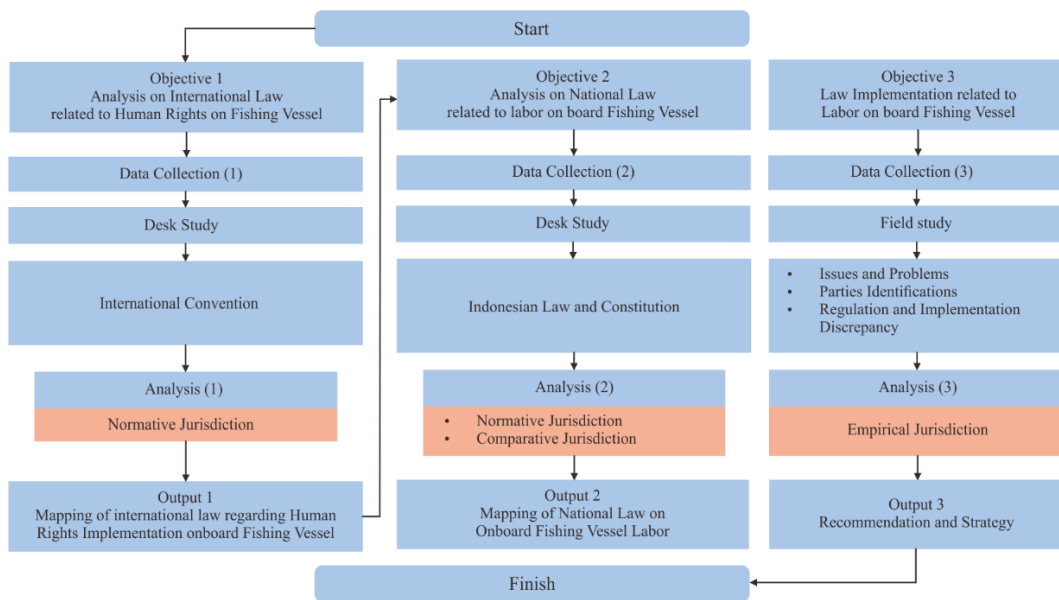 Start
Objective 1
Analysis on International Law
related to Human Rights on Fishing Vessel
Data Collection (1)
Desk Study
International Convention
Analysis (1)
Normative Jurisdiction
Output 1
Mapping of international law regarding Human
Rights Implementation onboard Fishing Vessel
Objective 2
Analysis on National Law
related to labor on board Fishing Vessel
Data Collection (2)
Desk Study
Indonesian Law and Constitution
Analysis (2)
• Normative Jurisdiction
• Comparative Jurisdiction
Output 2
Mapping of National Law on
Onboard Fishing Vessel Labor
Objective 3
Law Implementation related to
Labor on board Fishing Vessel
Data Collection (3)
Field study
• Issues and Problems
• Parties Identifications
• Regulation and Implementation
Discrepancy
Analysis (3)
Empirical Jurisdiction
Output 3
Recommendation and Strategy
Finish